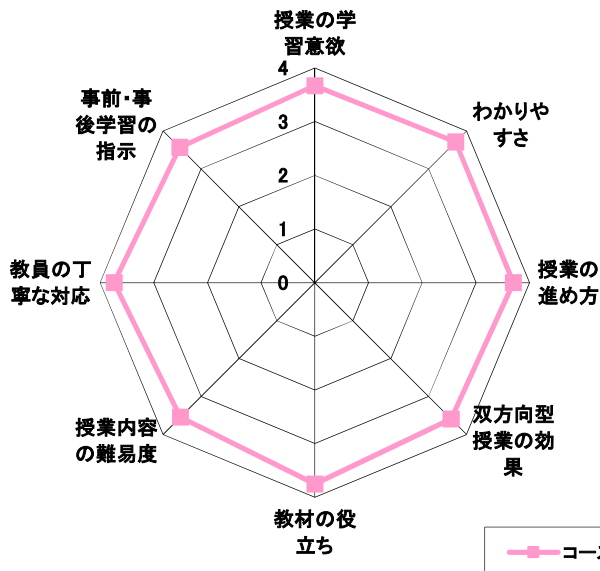 授業の学
習意欲
4
3
2
1
0
わかりや
すさ
授業の
進め方
双方向型
授業の効
果
教材の役
立ち
授業内容
の難易度
教員の丁
寧な対応
事前・事
後学習の
指示
コース